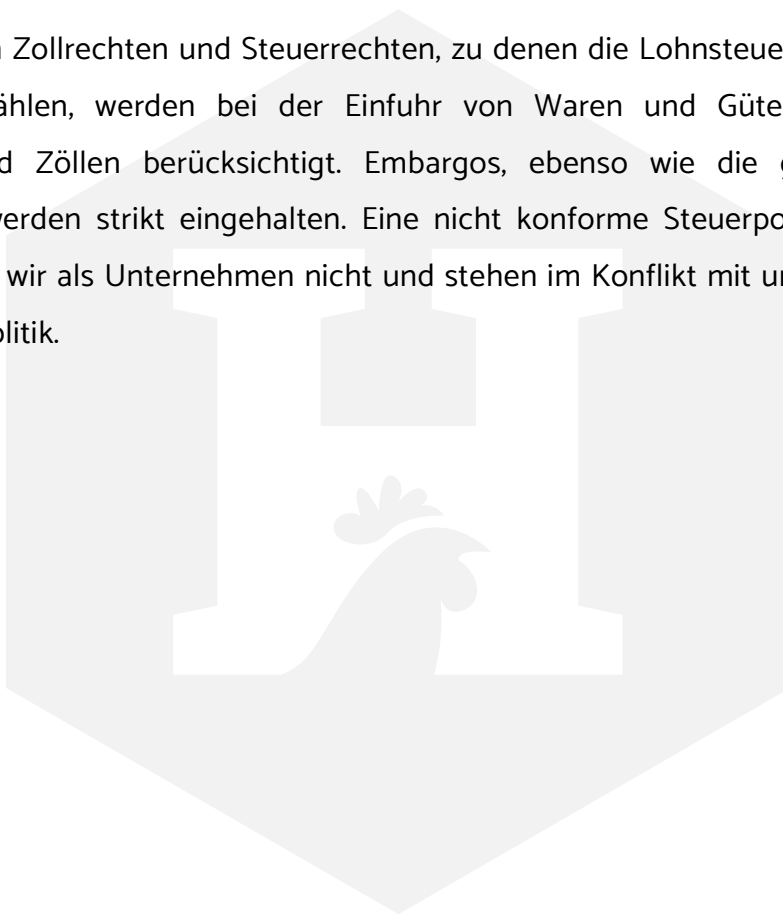 Zollrechten und Steuerrechten, zu denen die Lohnsteue
ählen, werden bei der Einfuhr von Waren und Güte
d Zöllen berücksichtigt. Embargos, ebenso wie die g
werden strikt eingehalten. Eine nicht konforme Steuerpo
wir als Unternehmen nicht und stehen im Konflikt mit u
olitik.